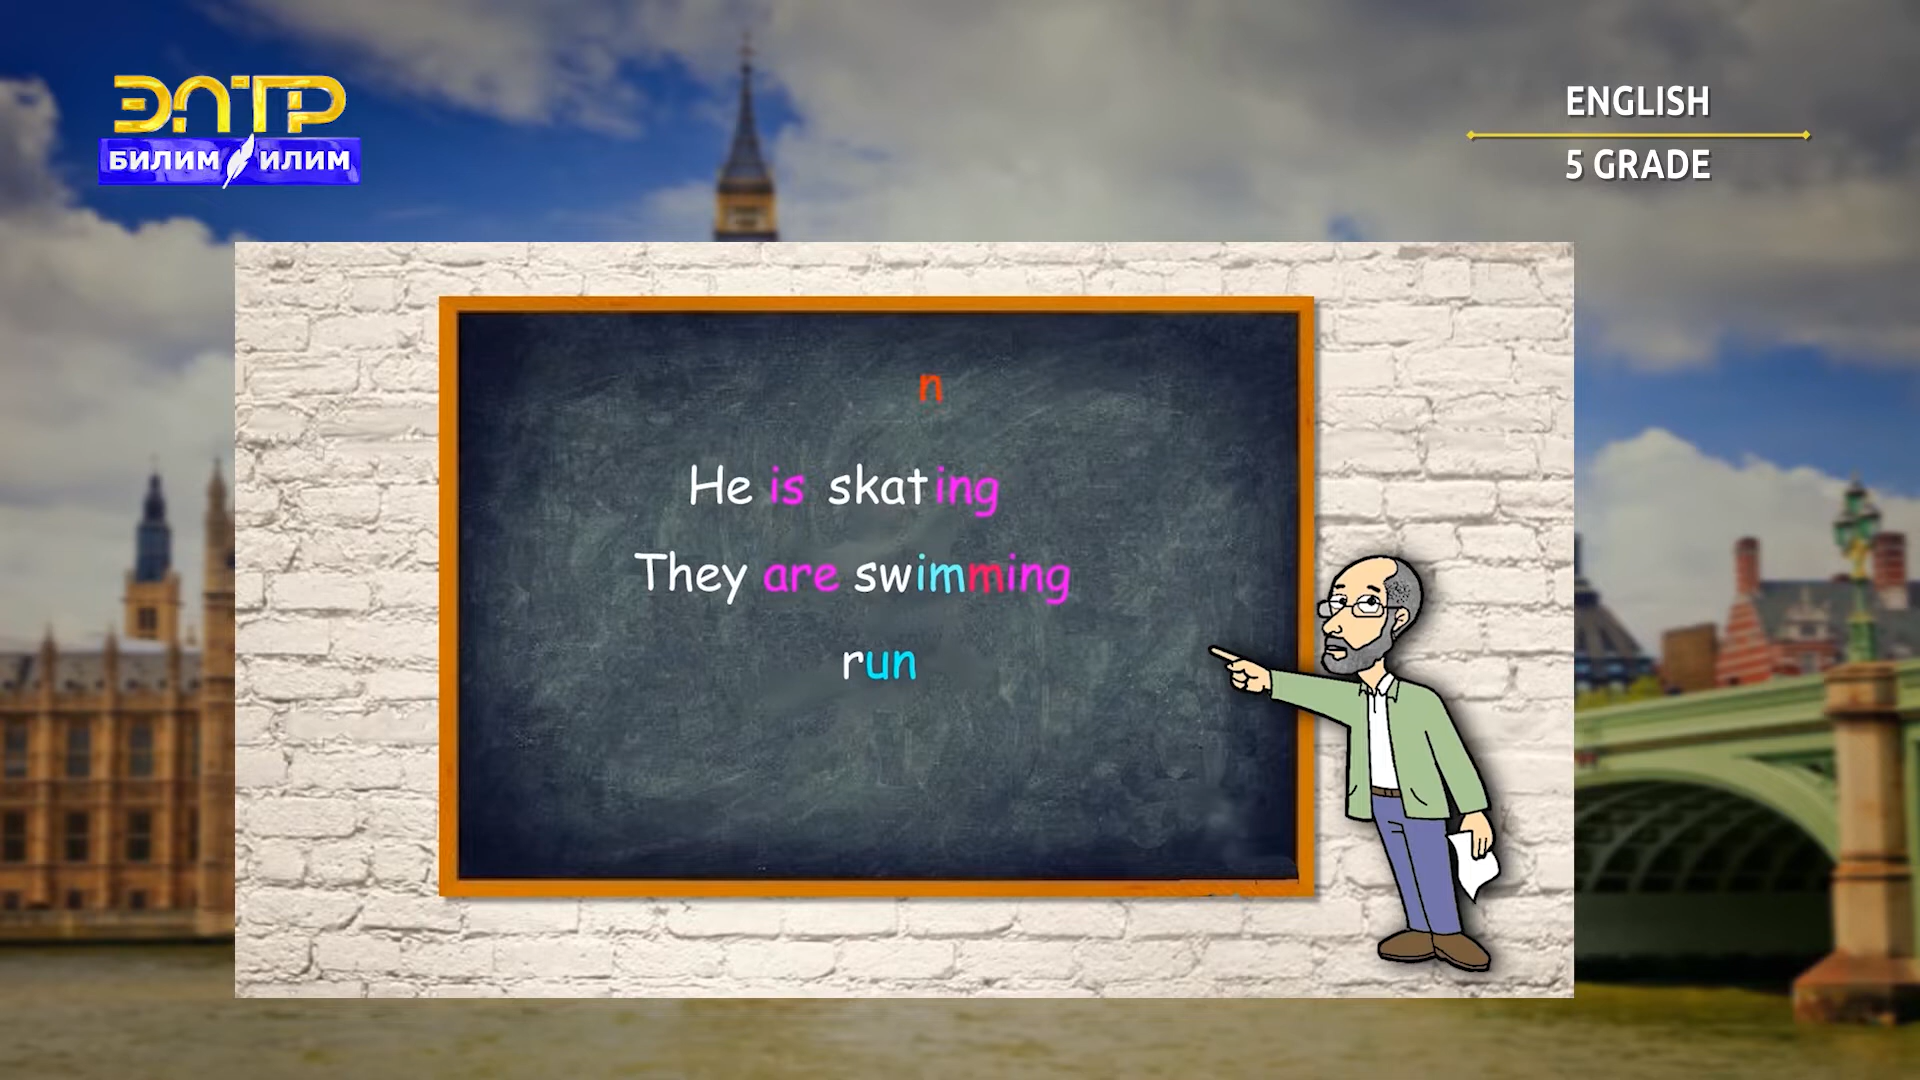 ЭЛТР
БИЛИМ ИЛИМ
ENGLISH
5 GRADE
n
He is skating
They are swimming
run